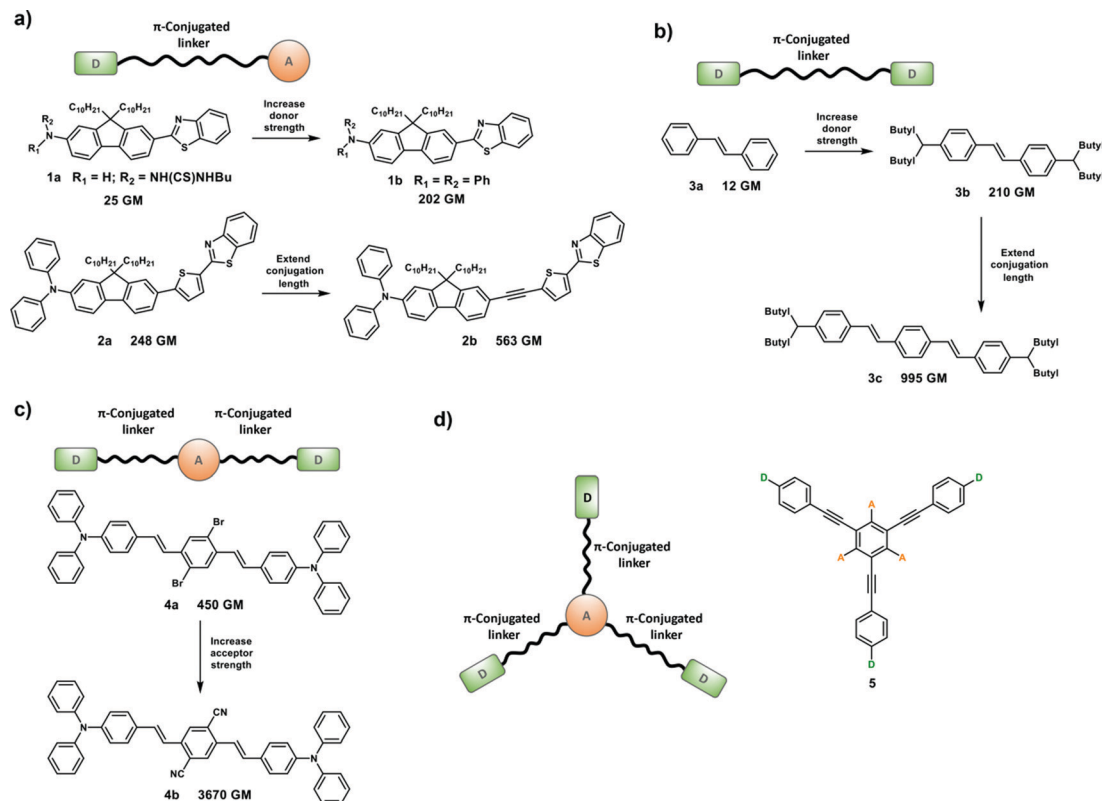 a)
π-Conjugated
linker
D
A
C10H21 C10H21
R2
N
R1
N
S
1a R1 = H; R2 = NH(CS)NHBu
25 GM
Increase
donor
strength
C10H21 C10H21
R2
N
R1
N
S
1b R1 = R2 = Ph
202 GM
C10H21 C10H21
N
S
N
S
2a 248 GM
Extend
conjugation
length
C10H21 C10H21
N
S
N
S
2b 563 GM
b)
π-Conjugated
linker
D
D
3a 12 GM
Increase
donor
strength
Butyl
Butyl
Butyl
Butyl
3b 210 GM
Extend
conjugation
length
Butyl
Butyl
Butyl
Butyl
3c 995 GM
c)
π-Conjugated
linker
π-Conjugated
linker
D
A
D
N
Br
Br
N
4a 450 GM
Increase
acceptor
strength
N
CN
NC
N
4b 3670 GM
d)
D
π-Conjugated
linker
A
π-Conjugated
linker
π-Conjugated
linker
D
D
D
D
A
A
A
D
5